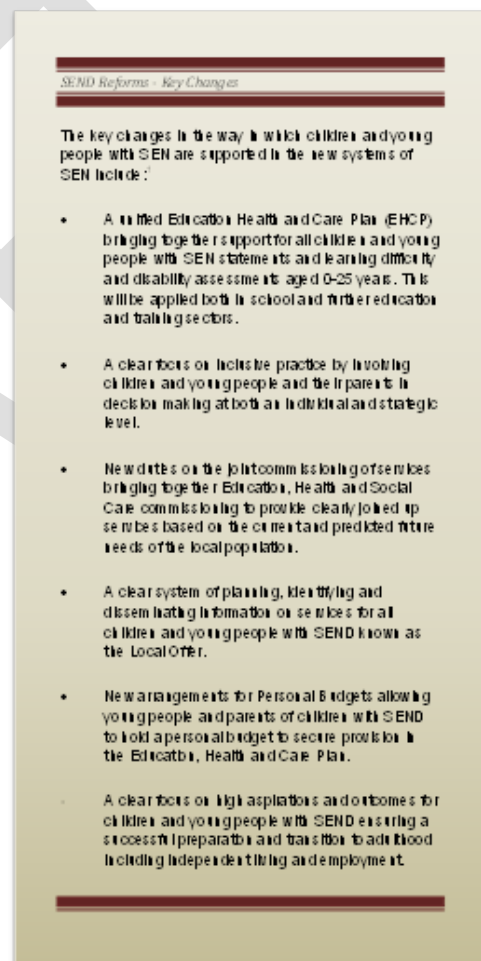 SEND Reforms - Key Changes
The key changes in the way in which children and young
people with SEN are supported in the new systems of
SEN include:
• A unified Education Health and Care Plan (EHCP)
bringing together support for all children and young
people with SEN statements and learning difficulty
and disability assessments aged 0-25 years. This
will be applied both in school and further education
and training sectors.
• A clear focus on inclusive practice by involving
children and young people and their parents in
decision making at both an individual and strategic
level.
• New duties on the joint commissioning of services
bringing together Education, Health and Social
Care commissioning to provide clearly joined up
services based on the current and predicted future
needs of the local population.
• A clear system of planning, identifying and
disseminating information on services for all
children and young people with SEND known as
the Local Offer.
• New arrangements for Personal Budgets allowing
young people and parents of children with SEND
to hold a personal budget to secure provision in
the Education, Health and Care Plan.
• A clear focus on high aspirations and outcomes for
children and young people with SEND ensuring a
successful preparation and transition to adulthood
including independent living and employment.